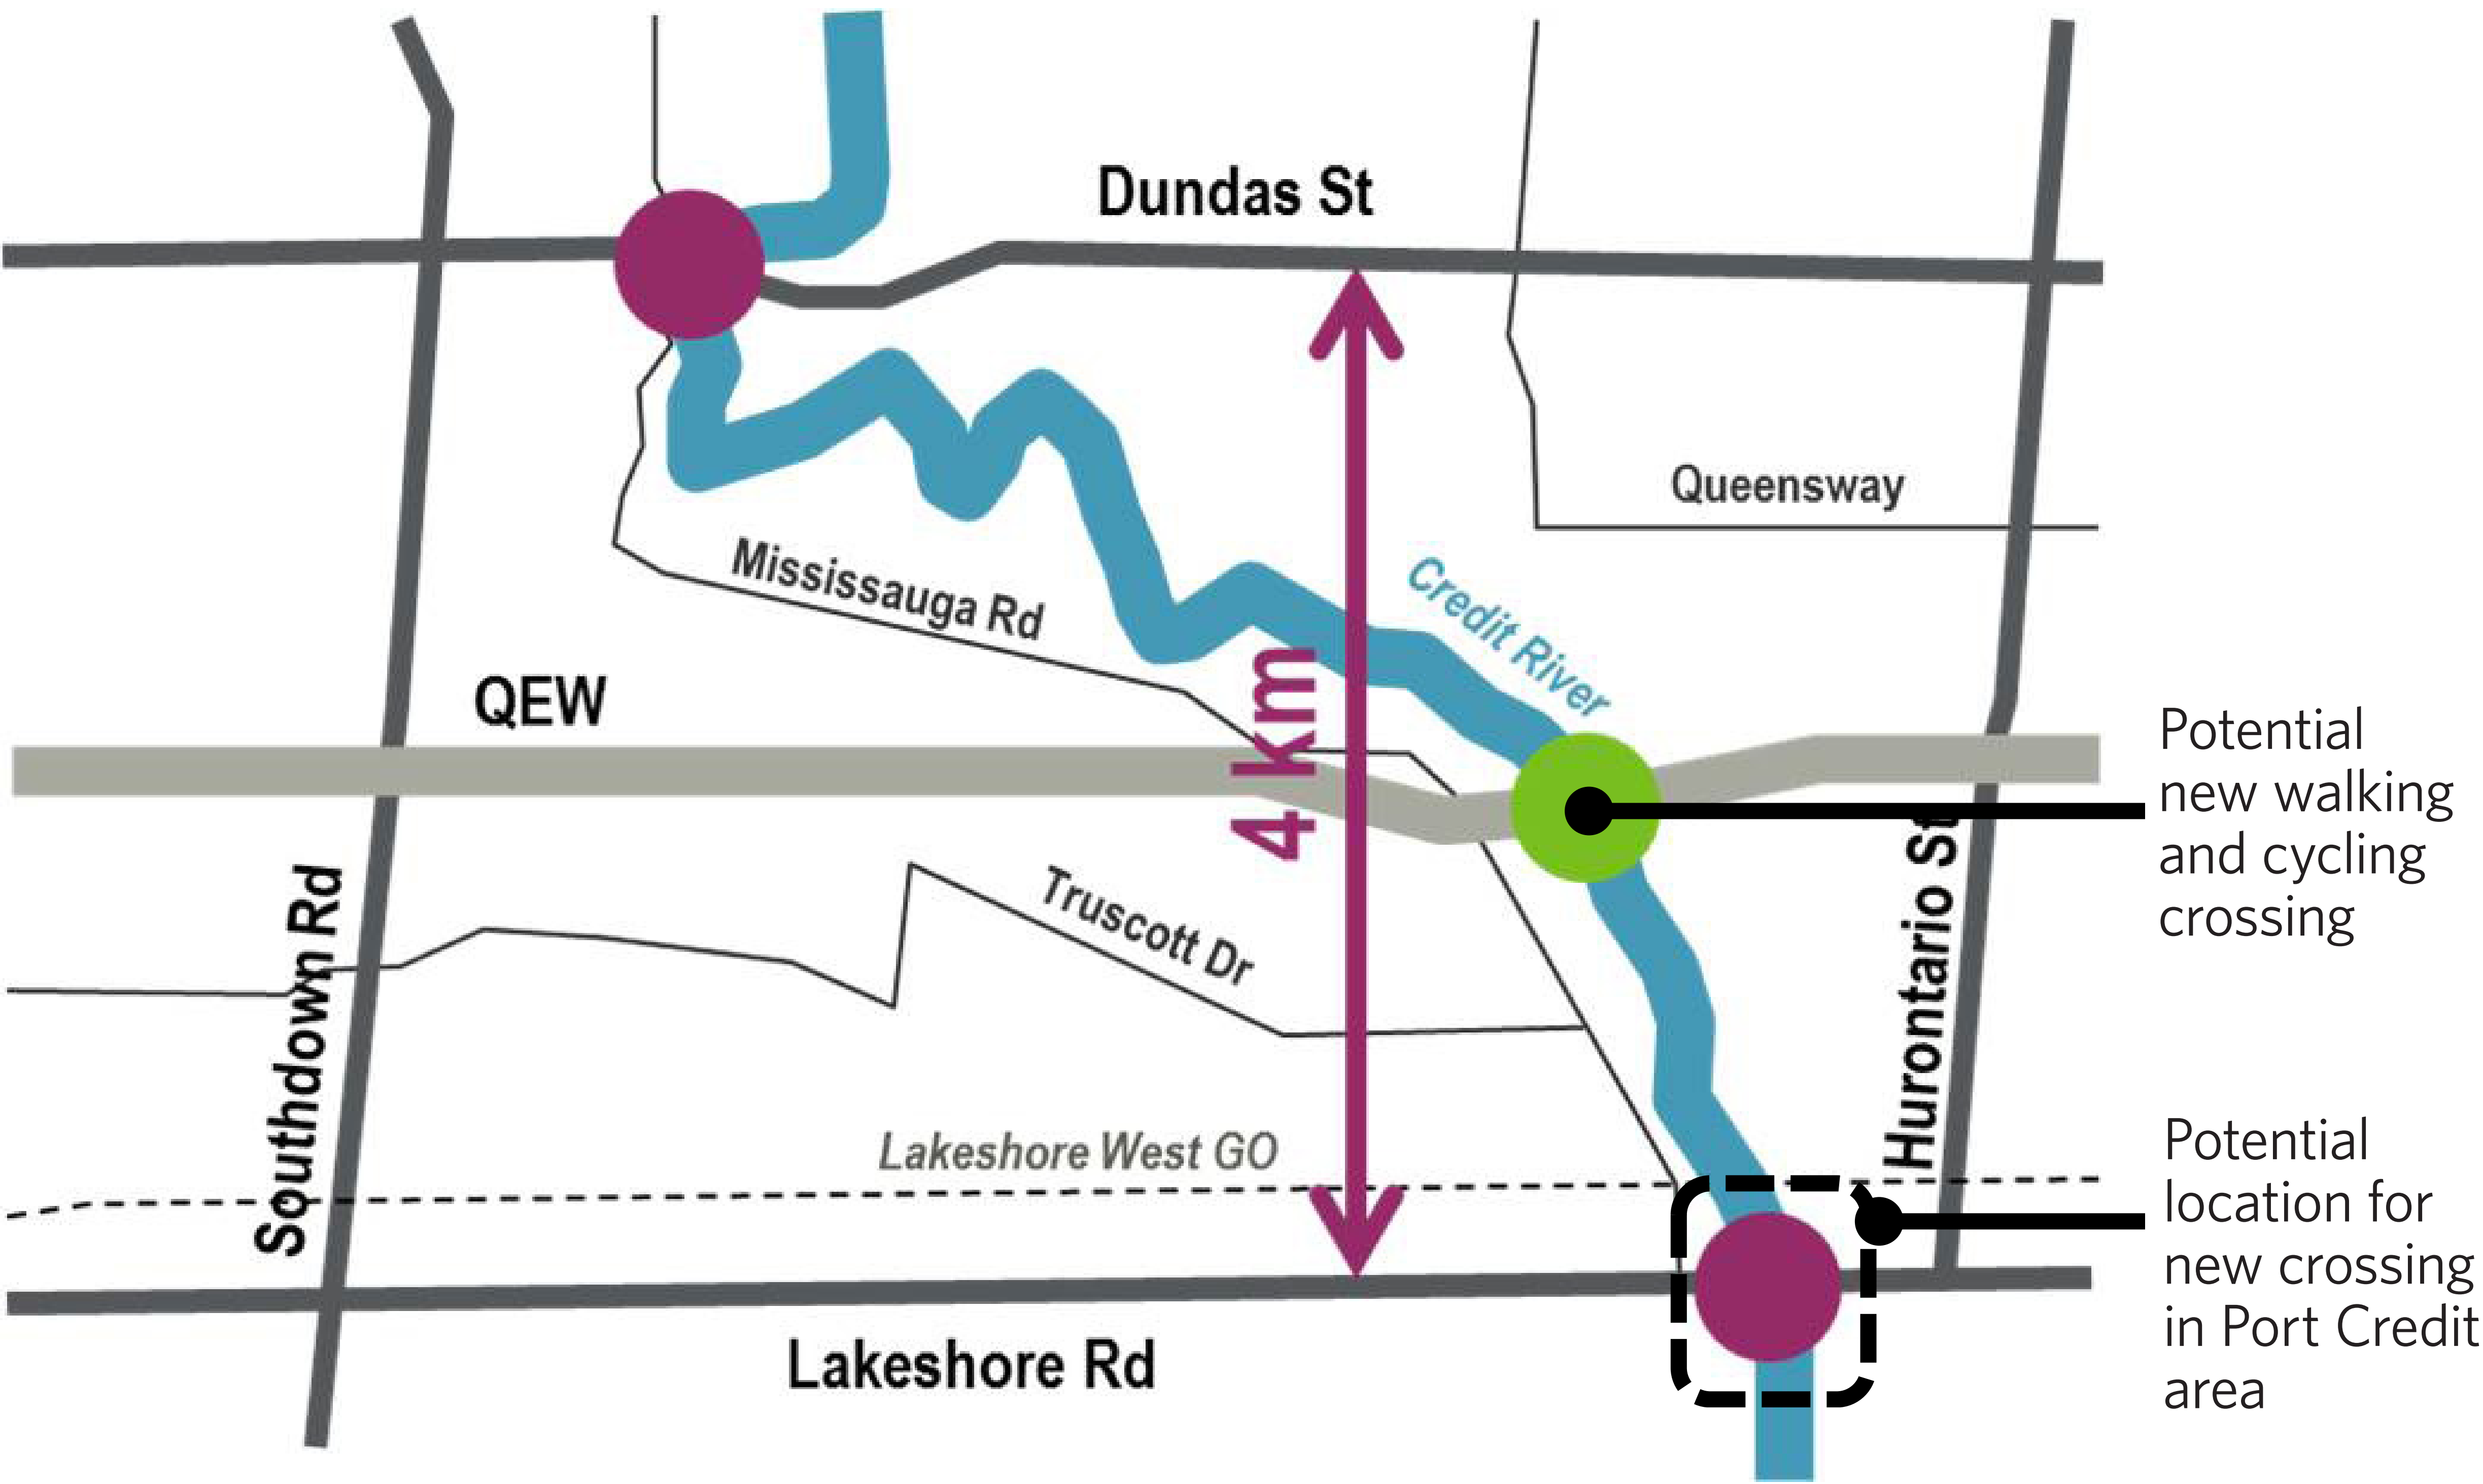 Dundas St
Queensway
Mississauga Rd
Credit River
QEW
4 km
Potential
new walking
and cycling
crossing
Truscott Dr
Southdown Rd
Hurontario St
Lakeshore West GO
Potential
location for
new crossing
in Port Credit
area
Lakeshore Rd